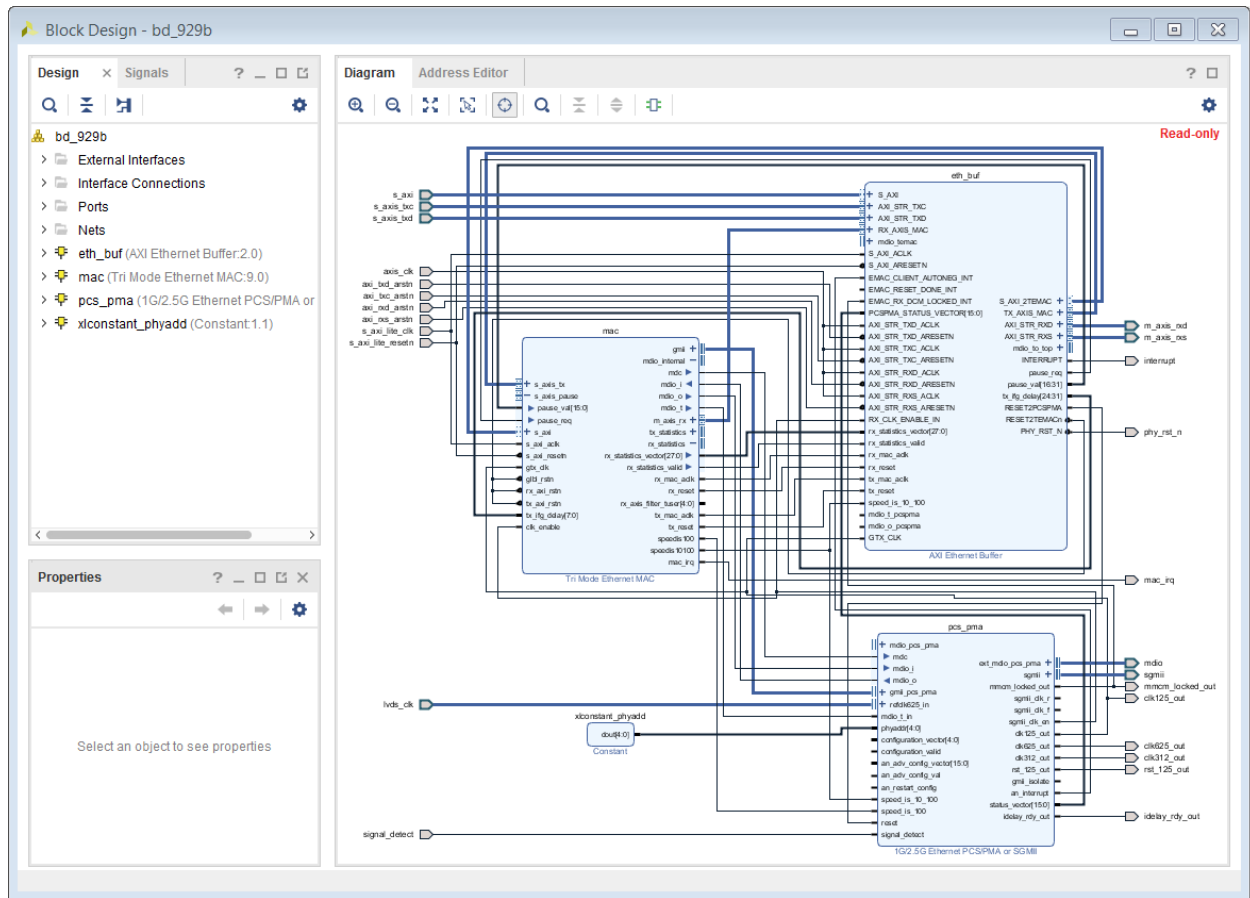 Block Design - bd_929b
Design × Signals ? _
Diagram Address Editor ?
Read-only
bd_929b
External Interfaces
Interface Connections
Ports
Nets
eth_buf (AXI Ethernet Buffer:2.0)
mac (Tri Mode Ethernet MAC:9.0)
pcs_pma (1G/2.5G Ethernet PCS/PMA or
xlconstant_phyadd (Constant:1.1)
Properties ? _ ×
Select an object to see properties
s_axi
s_axis_txc
s_axis_txd
axis_clk
axi_txd_arstn
axi_txc_arstn
axi_rxd_arstn
axi_rxs_arstn
s_axi_lite_clk
s_axi_lite_resetn
lvds_clk
signal_detect
mac
s_axis_tx
s_axis_pause
pause_val[15:0]
pause_req
s_axi
s_axi_aclk
s_axi_resetn
gtx_clk
glbl_rstn
rx_axi_rstn
tx_axi_rstn
tx_ifg_delay[7:0]
clk_enable
gmii
mdio_internal
mdc
mdio_i
mdio_o
mdio_t
m_axis_rx
tx_statistics
rx_statistics
rx_statistics_vector[27:0]
rx_statistics_valid
rx_mac_aclk
rx_reset
rx_axis_filter_tuser[4:0]
tx_mac_aclk
tx_reset
speedis100
speedis10100
mac_irq
Tri Mode Ethernet MAC
eth_buf
S_AXI
AXI_STR_TXC
AXI_STR_TXD
RX_AXIS_MAC
mdio_temac
S_AXI_ACLK
S_AXI_ARESETN
EMAC_CLIENT_AUTONEG_INT
EMAC_RESET_DONE_INT
EMAC_RX_DCM_LOCKED_INT
PCSPMA_STATUS_VECTOR[15:0]
AXI_STR_TXD_ACLK
AXI_STR_TXD_ARESETN
AXI_STR_TXC_ACLK
AXI_STR_TXC_ARESETN
AXI_STR_RXD_ACLK
AXI_STR_RXD_ARESETN
AXI_STR_RXS_ACLK
AXI_STR_RXS_ARESETN
RX_CLK_ENABLE_IN
rx_statistics_vector[27:0]
rx_statistics_valid
rx_mac_aclk
rx_reset
tx_mac_aclk
tx_reset
speed_is_10_100
mdio_t_pcspma
mdio_o_pcspma
GTX_CLK
S_AXI_2TEMAC
TX_AXIS_MAC
AXI_STR_RXD
AXI_STR_RXS
mdio_to_top
INTERRUPT
pause_req
pause_val[16:31]
tx_ifg_delay[24:31]
RESET2PCSPMA
RESET2TEMACn
PHY_RST_N
AXI Ethernet Buffer
m_axis_rxd
m_axis_rxs
interrupt
phy_rst_n
mac_irq
xlconstant_phyadd
dout[4:0]
Constant
pcs_pma
mdio_pcs_pma
mdc
mdio_i
mdio_o
gmii_pcs_pma
refclk625_in
mdio_t_in
phyaddr[4:0]
configuration_vector[4:0]
configuration_valid
an_adv_config_vector[15:0]
an_adv_config_val
an_restart_config
speed_is_10_100
speed_is_100
reset
signal_detect
ext_mdio_pcs_pma
sgmii
mmcm_locked_out
sgmii_clk_r
sgmii_clk_f
sgmii_clk_en
clk125_out
clk625_out
clk312_out
rst_125_out
gmii_isolate
an_interrupt
status_vector[15:0]
idelay_rdy_out
1G/2.5G Ethernet PCS/PMA or SGMII
mdio
sgmii
mmcm_locked_out
clk125_out
clk625_out
clk312_out
rst_125_out
idelay_rdy_out